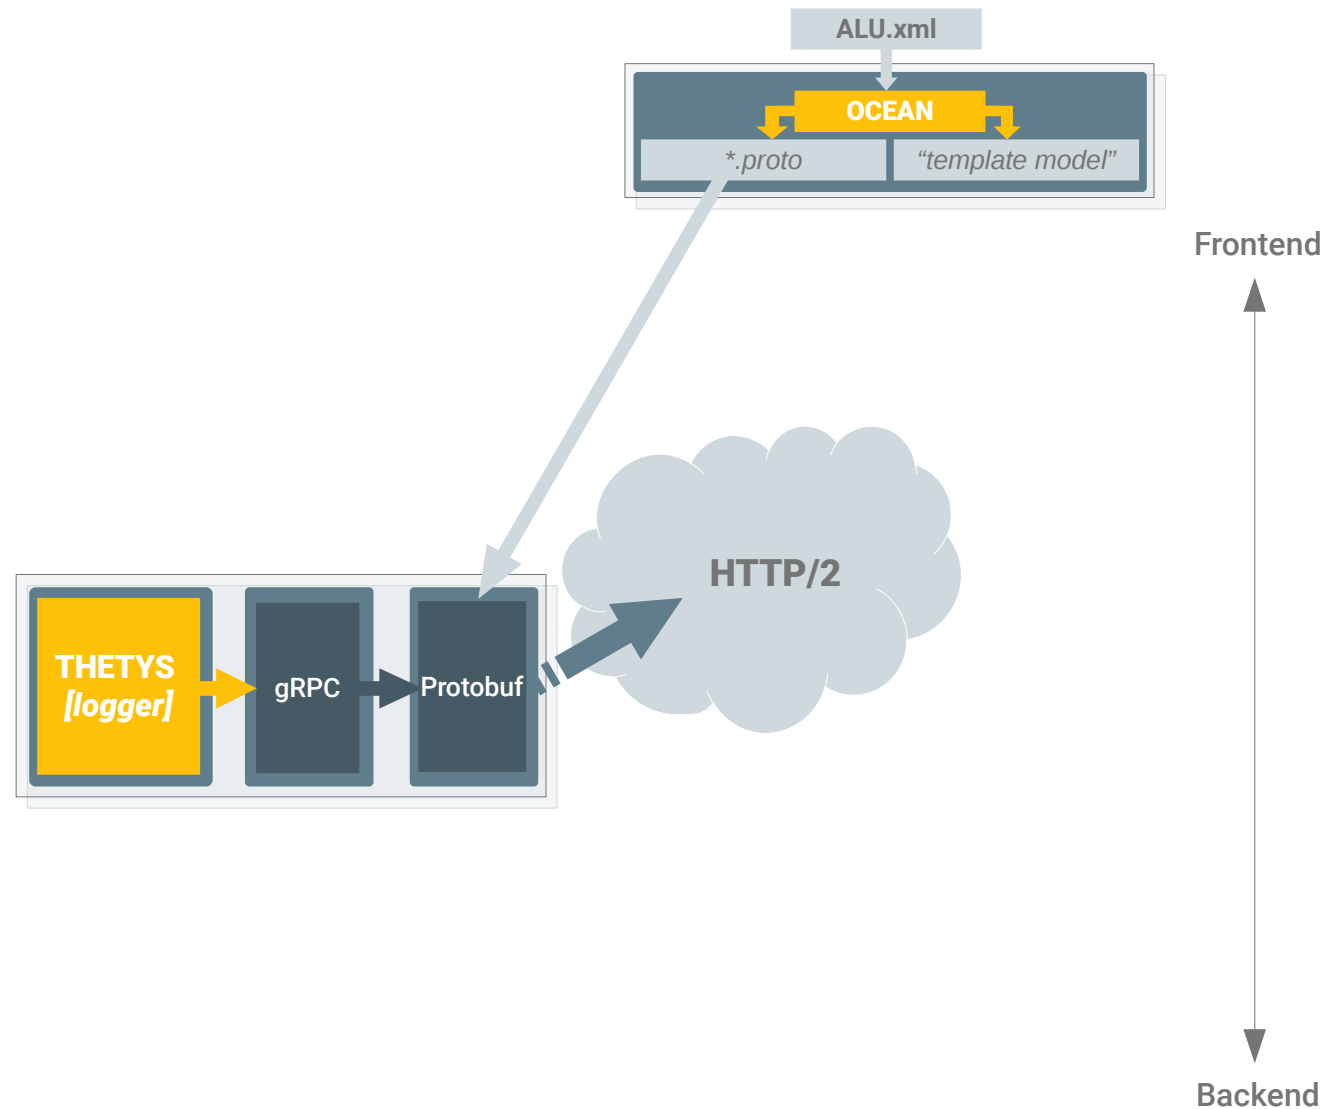 ALU.xml
OCEAN
*.proto
“template model”
Frontend
HTTP/2
THETYS
[logger]
gRPC
Protobuf
Backend